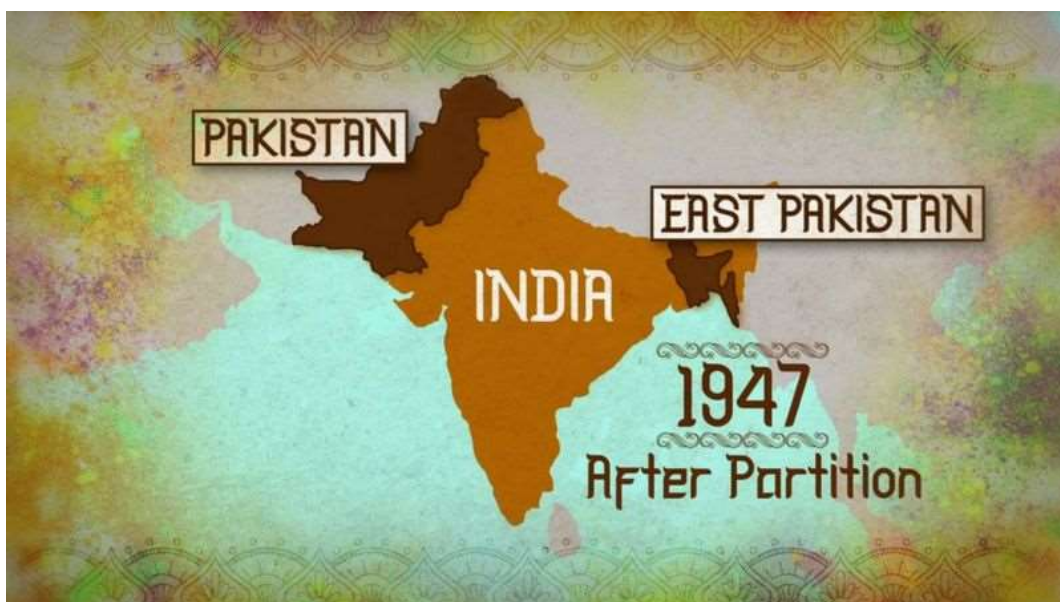 PAKISTAN
EAST PAKISTAN
INDIA
1947
After Partition